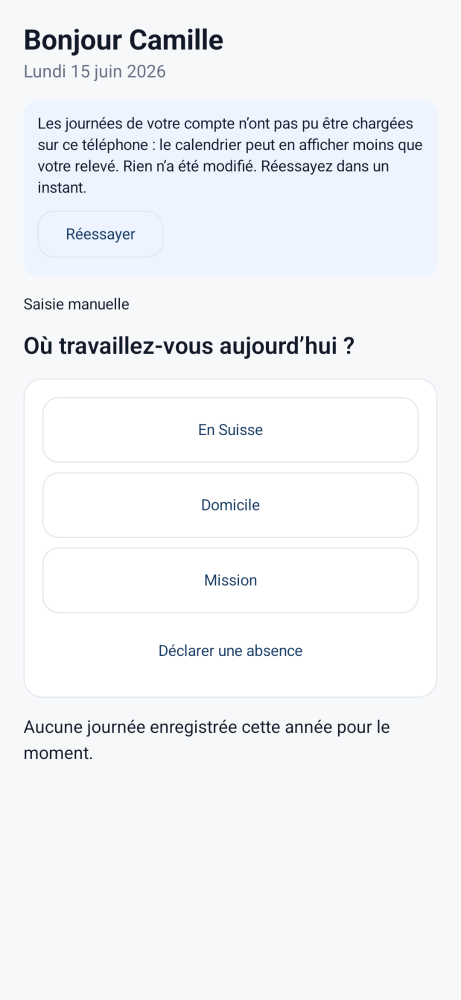 Bonjour Camille
Lundi 15 juin 2026
Les journées de votre compte n’ont pas pu être chargées
sur ce téléphone : le calendrier peut en afficher moins que
votre relevé. Rien n’a été modifié. Réessayez dans un
instant.
Réessayer
Saisie manuelle
Où travaillez-vous aujourd’hui ?
En Suisse
Domicile
Mission
Déclarer une absence
Aucune journée enregistrée cette année pour le
moment.